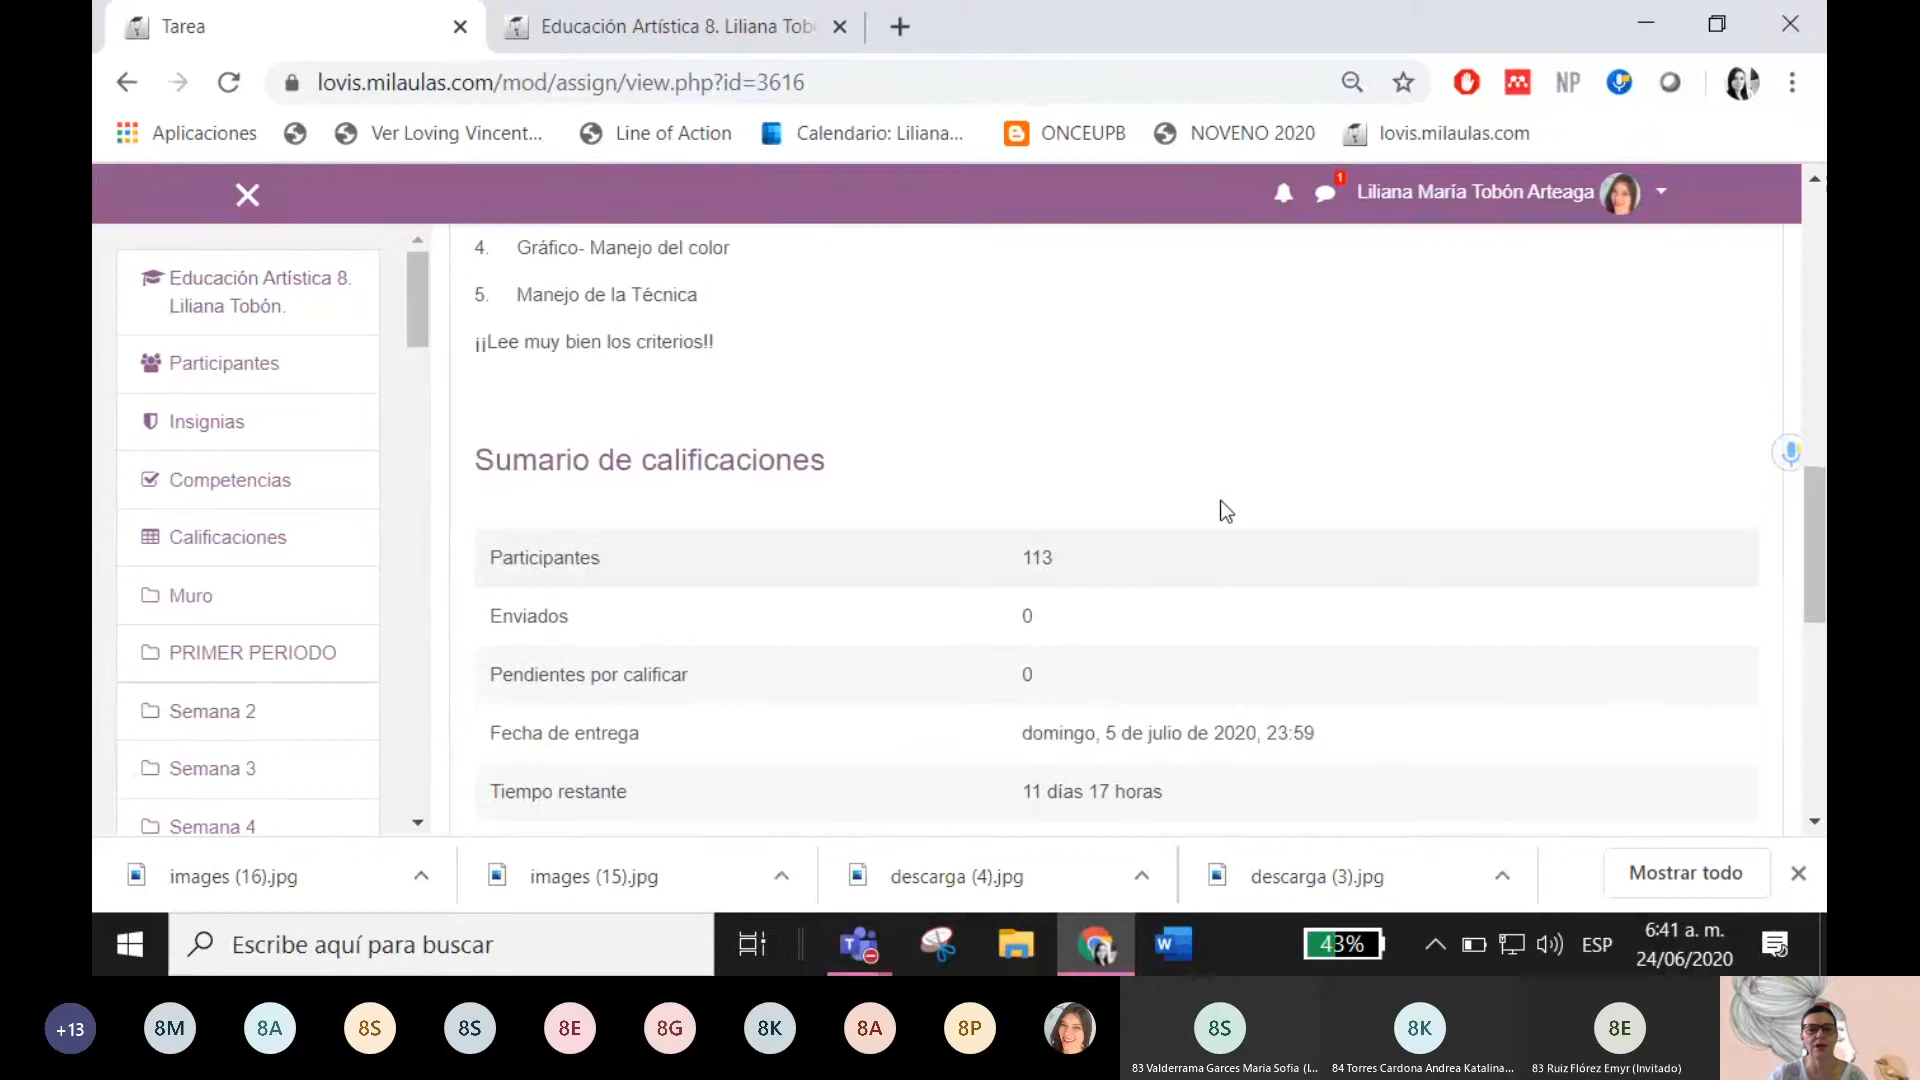 Tarea
Educación Artística 8. Liliana Tob
lovis.milaulas.com/mod/assign/view.php?id=3616
NP
Aplicaciones
Ver Loving Vincent...
Line of Action
Calendario: Liliana...
ONCEUPB
NOVENO 2020
lovis.milaulas.com
1
Liliana María Tobón Arteaga
Educación Artística 8.
Liliana Tobón.
Participantes
Insignias
Competencias
Calificaciones
Muro
PRIMER PERIODO
Semana 2
Semana 3
Semana 4
4. Gráfico- Manejo del color
5. Manejo de la Técnica
¡¡Lee muy bien los criterios!!
Sumario de calificaciones
Participantes 113
Enviados 0
Pendientes por calificar 0
Fecha de entrega domingo, 5 de julio de 2020, 23:59
Tiempo restante 11 días 17 horas
images (16).jpg
images (15).jpg
descarga (4).jpg
descarga (3).jpg
Mostrar todo
Escribe aquí para buscar
43%
ESP
6:41 a. m.
24/06/2020
+13
8M
8A
8S
8S
8E
8G
8K
8A
8P
8S
8K
8E
83 Valderrama Garces Maria Sofia (I...
84 Torres Cardona Andrea Katalina...
83 Ruiz Flórez Emyr (Invitado)